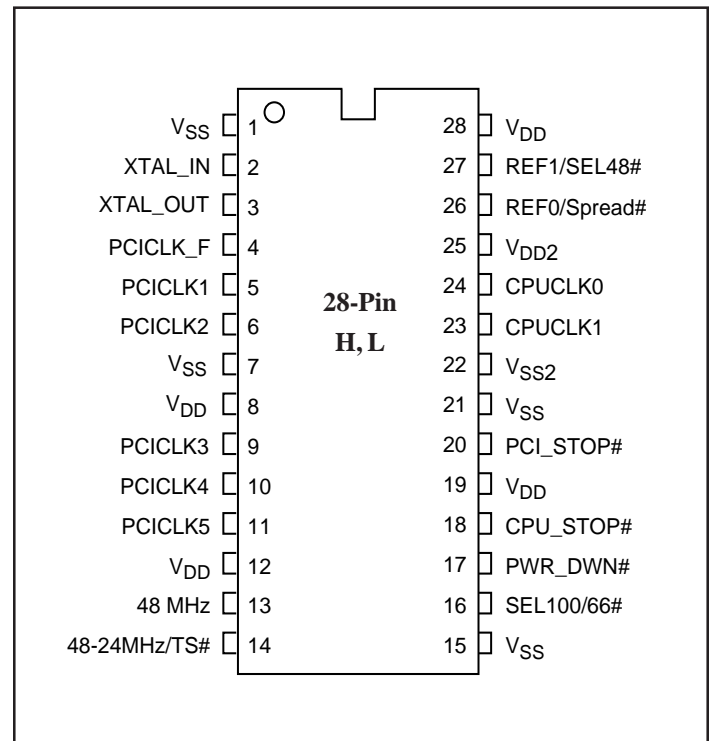 VSS 1 28 VDD
XTAL_IN 2 27 REF1/SEL48#
XTAL_OUT 3 26 REF0/Spread#
PCICLK_F 4 25 VDD2
PCICLK1 5 24 CPUCLK0
PCICLK2 6 23 CPUCLK1
28-Pin
H, L
VSS 7 22 VSS2
VDD 8 21 VSS
PCICLK3 9 20 PCI_STOP#
PCICLK4 10 19 VDD
PCICLK5 11 18 CPU_STOP#
VDD 12 17 PWR_DWN#
48 MHz 13 16 SEL100/66#
48-24MHz/TS# 14 15 VSS